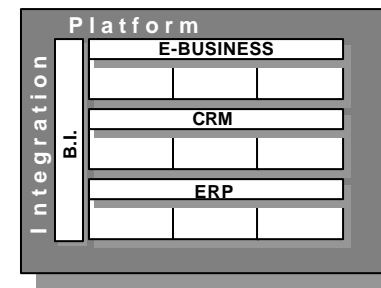 Platform
Integration
B.I.
E-BUSINESS
CRM
ERP